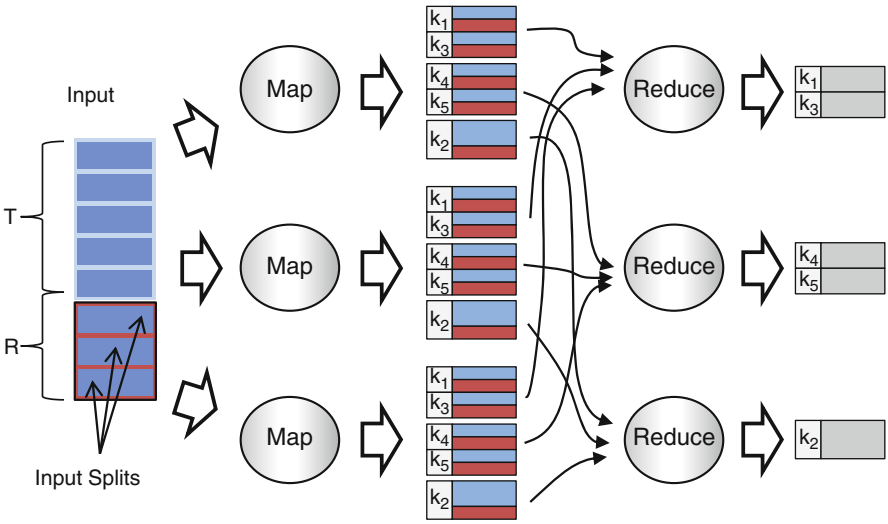 Input
T
R
Input Splits
Map
Map
Map
k1
k3
k4
k5
k2
k1
k3
k4
k5
k2
k1
k3
k4
k5
k2
Reduce
Reduce
Reduce
k1
k3
k4
k5
k2